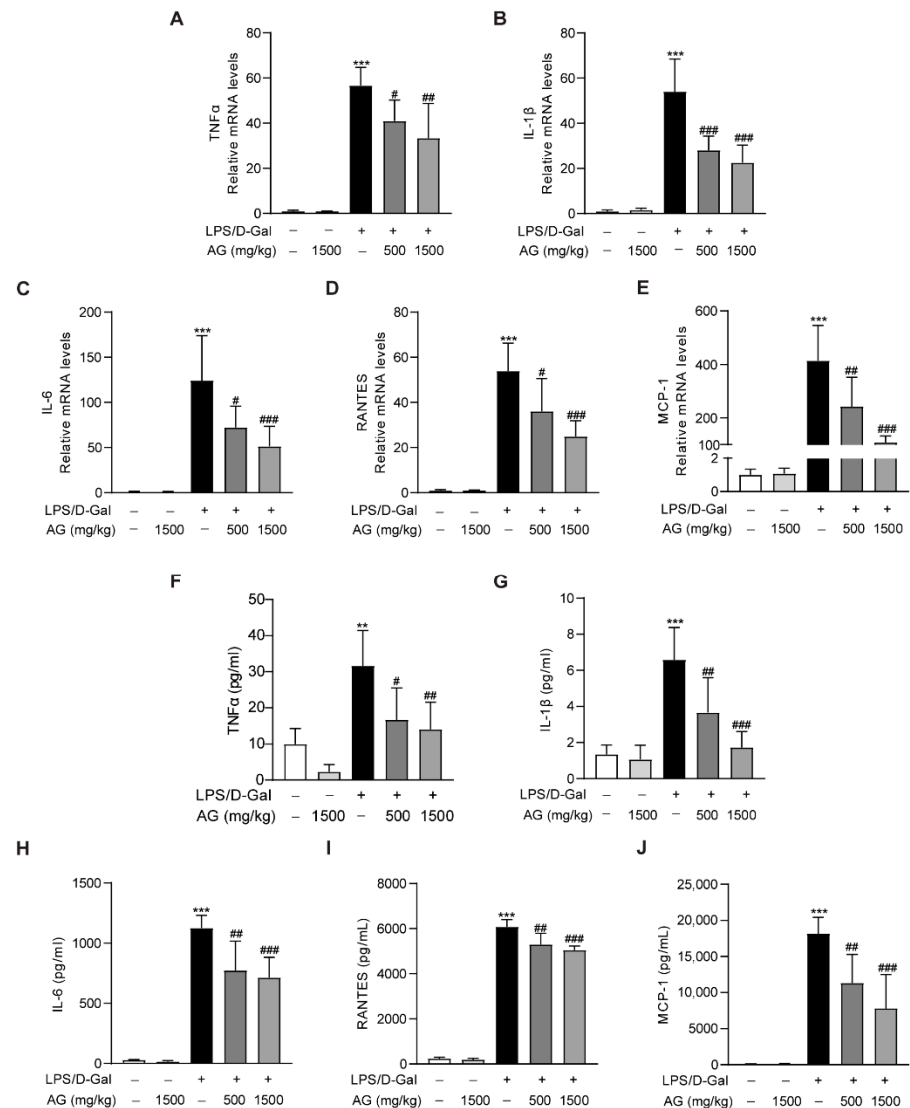 A
TNFα
Relative mRNA levels
80
60
40
20
0
***
#
##
LPS/D-Gal – – + + +
AG (mg/kg) – 1500 – 500 1500
B
IL-1β
Relative mRNA levels
80
60
40
20
0
***
###
###
LPS/D-Gal – – + + +
AG (mg/kg) – 1500 – 500 1500
C
IL-6
Relative mRNA levels
200
150
100
50
0
***
#
###
LPS/D-Gal – – + + +
AG (mg/kg) – 1500 – 500 1500
D
RANTES
Relative mRNA levels
80
60
40
20
0
***
#
###
LPS/D-Gal – – + + +
AG (mg/kg) – 1500 – 500 1500
E
MCP-1
Relative mRNA levels
600
400
200
100
2
0
***
##
###
LPS/D-Gal – – + + +
AG (mg/kg) – 1500 – 500 1500
F
TNFα (pg/ml)
50
40
30
20
10
0
**
#
##
LPS/D-Gal – – + + +
AG (mg/kg) – 1500 – 500 1500
G
IL-1β (pg/ml)
10
8
6
4
2
0
***
##
###
LPS/D-Gal – – + + +
AG (mg/kg) – 1500 – 500 1500
H
IL-6 (pg/ml)
1500
1000
500
0
***
##
###
LPS/D-Gal – – + + +
AG (mg/kg) – 1500 – 500 1500
I
RANTES (pg/mL)
8000
6000
4000
2000
0
***
##
###
LPS/D-Gal – – + + +
AG (mg/kg) – 1500 – 500 1500
J
MCP-1 (pg/mL)
25,000
20,000
15,000
10,000
5000
0
***
##
###
LPS/D-Gal – – + + +
AG (mg/kg) – 1500 – 500 1500